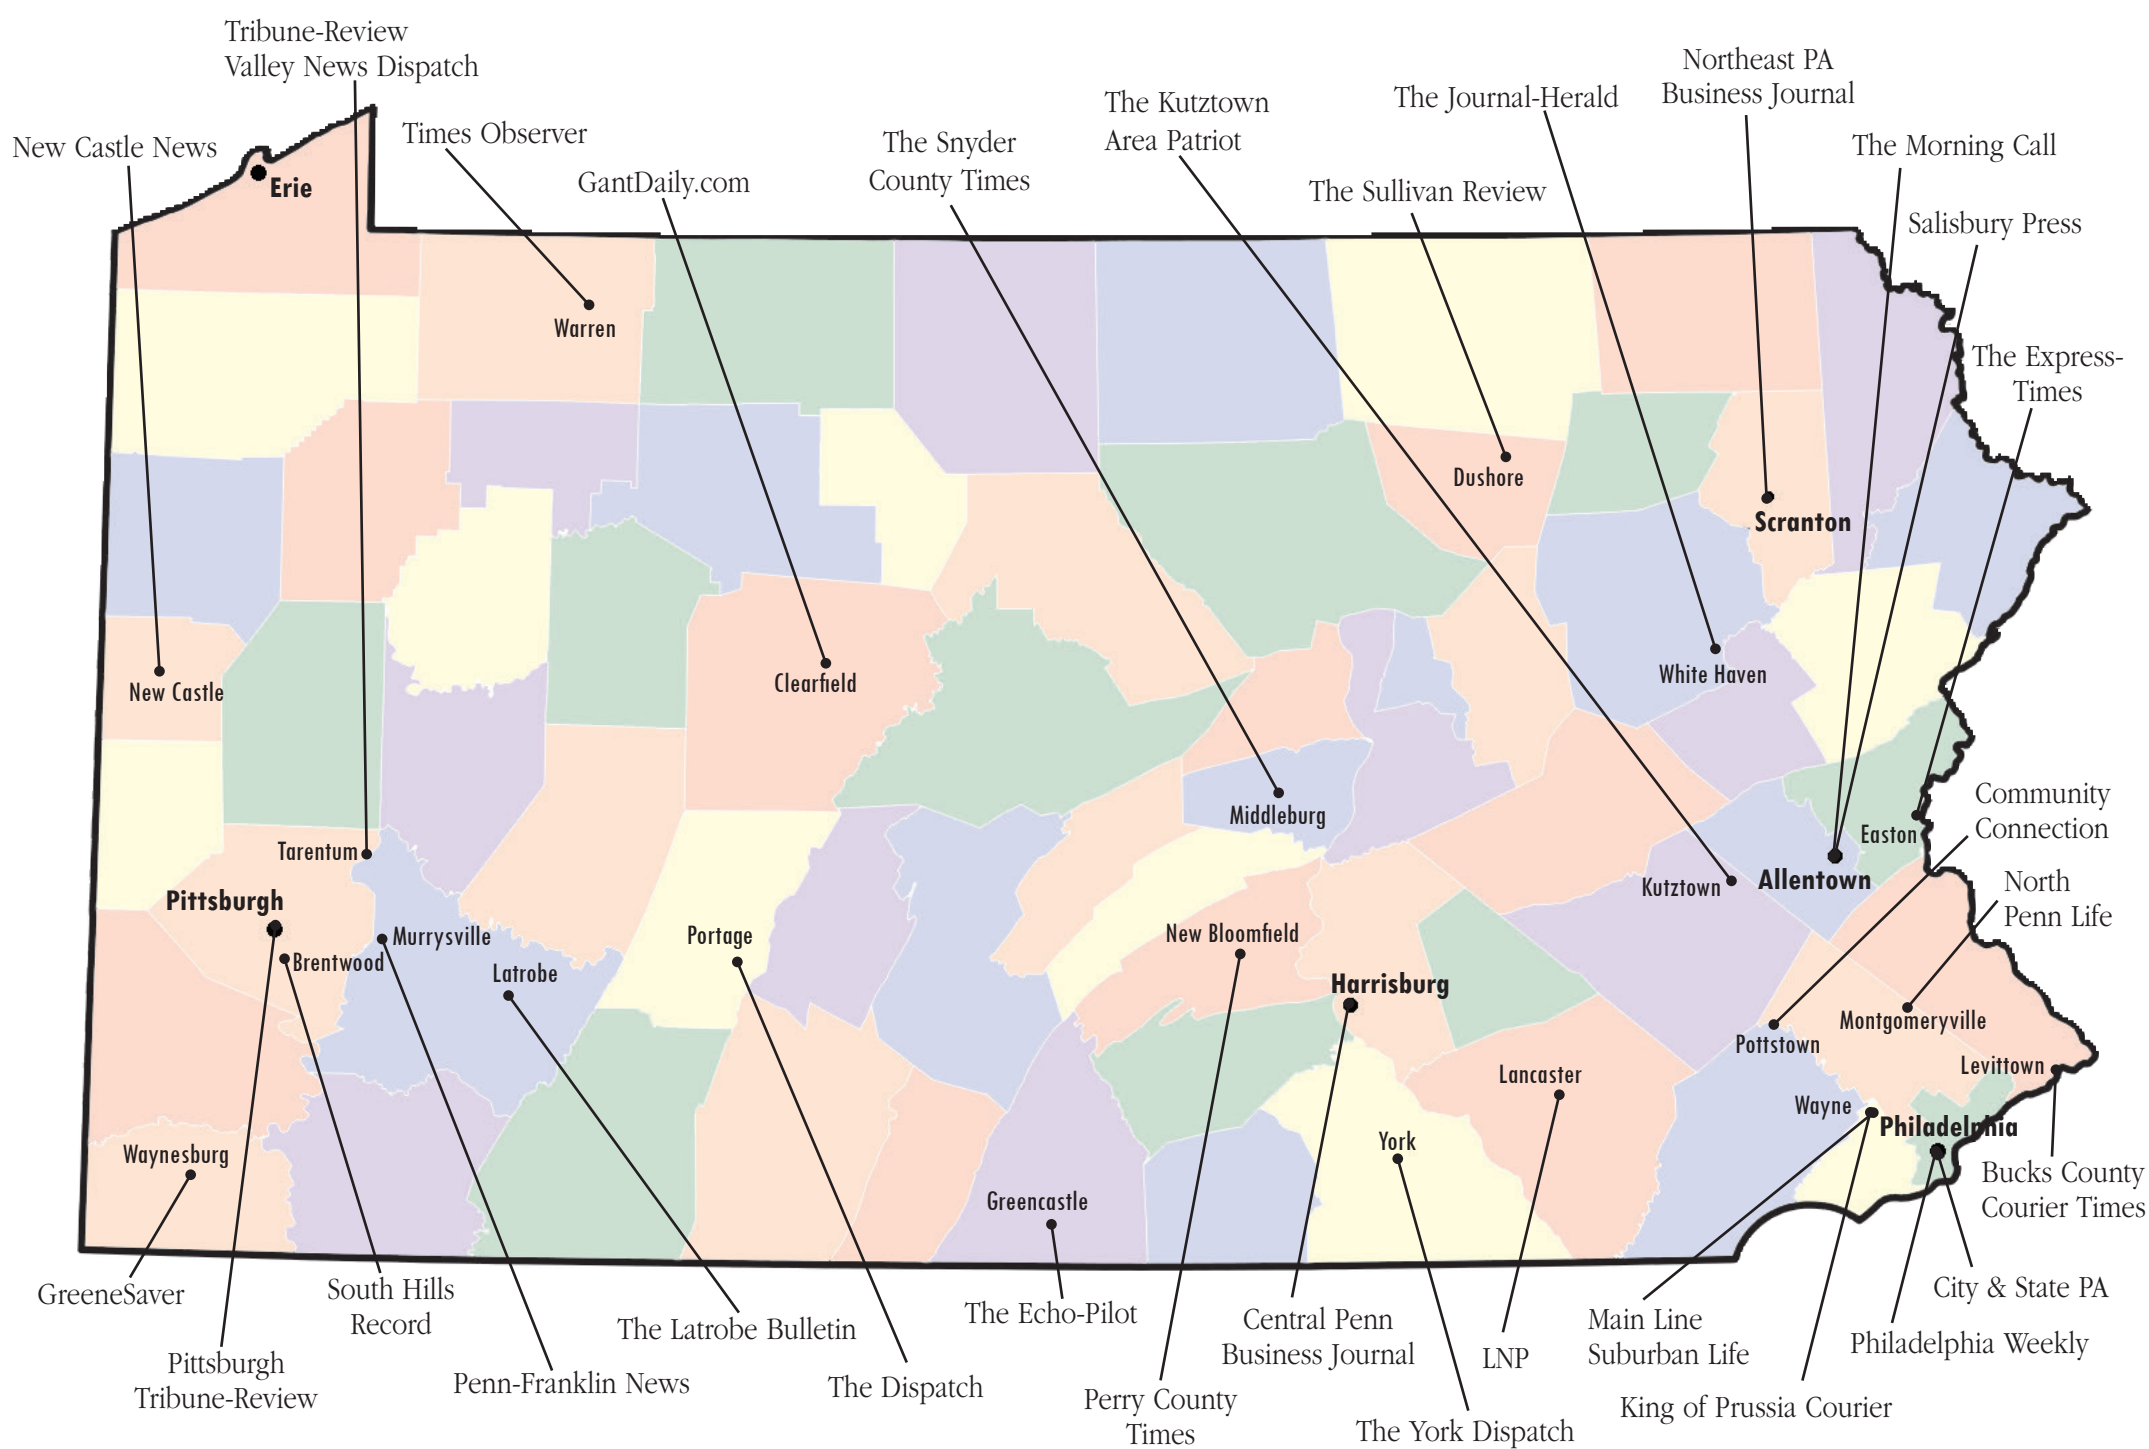 Tribune-Review
Valley News Dispatch
New Castle News
Times Observer
GantDaily.com
The Snyder
County Times
The Kutztown
Area Patriot
The Journal-Herald
The Sullivan Review
Northeast PA
Business Journal
The Morning Call
Salisbury Press
The Express-
Times
Erie
Warren
Dushore
Scranton
New Castle
Clearfield
White Haven
Middleburg
Community
Connection
Easton
Tarentum
Pittsburgh
Kutztown
Allentown
North
Penn Life
Murrysville
Brentwood
Latrobe
Portage
New Bloomfield
Harrisburg
Montgomeryville
Pottstown
Levittown
Lancaster
Wayne
Philadelphia
Waynesburg
York
Greencastle
Bucks County
Courier Times
GreeneSaver
South Hills
Record
Pittsburgh
Tribune-Review
Penn-Franklin News
The Latrobe Bulletin
The Dispatch
The Echo-Pilot
Perry County
Times
Central Penn
Business Journal
The York Dispatch
LNP
Main Line
Suburban Life
King of Prussia Courier
Philadelphia Weekly
City & State PA